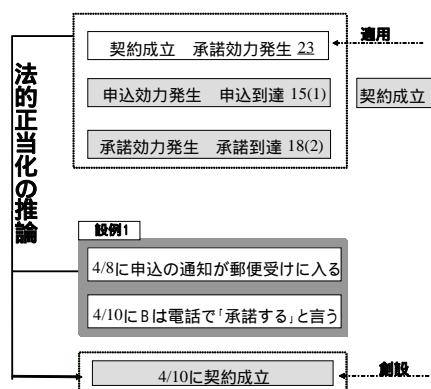 適用
契約成立　承諾効力発生 23
申込効力発生　申込到達 15(1)
契約成立
承諾効力発生　承諾到達 18(2)
法的正当化の推論
設例1
4/8に申込の通知が郵便受けに入る
4/10にBは電話で「承諾する」と言う
4/10に契約成立
創設